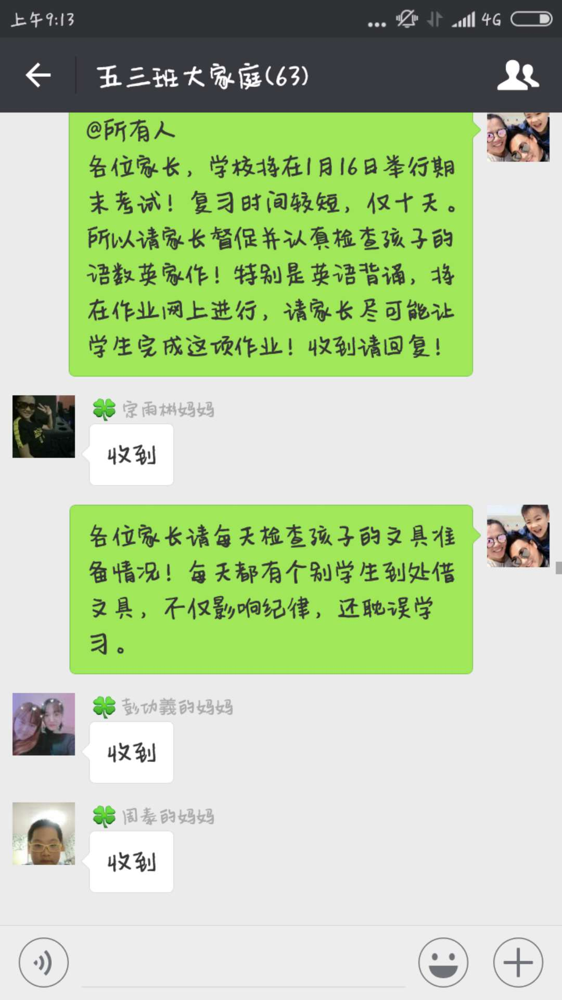 上午9:13
4G
五三班大家庭(63)
@所有人
各位家长，学校将在1月16日举行期
末考试！复习时间较短，仅十天。
所以请家长督促并认真检查孩子的
语数英家作！特别是英语背诵，将
在作业网上进行，请家长尽可能让
学生完成这项作业！收到请回复！
🍀宗雨彬妈妈
收到
各位家长请每天检查孩子的文具准
备情况！每天都有个别学生到处借
文具，不仅影响纪律，还耽误学
习。
🍀彭功義的妈妈
收到
🍀周泰的妈妈
收到